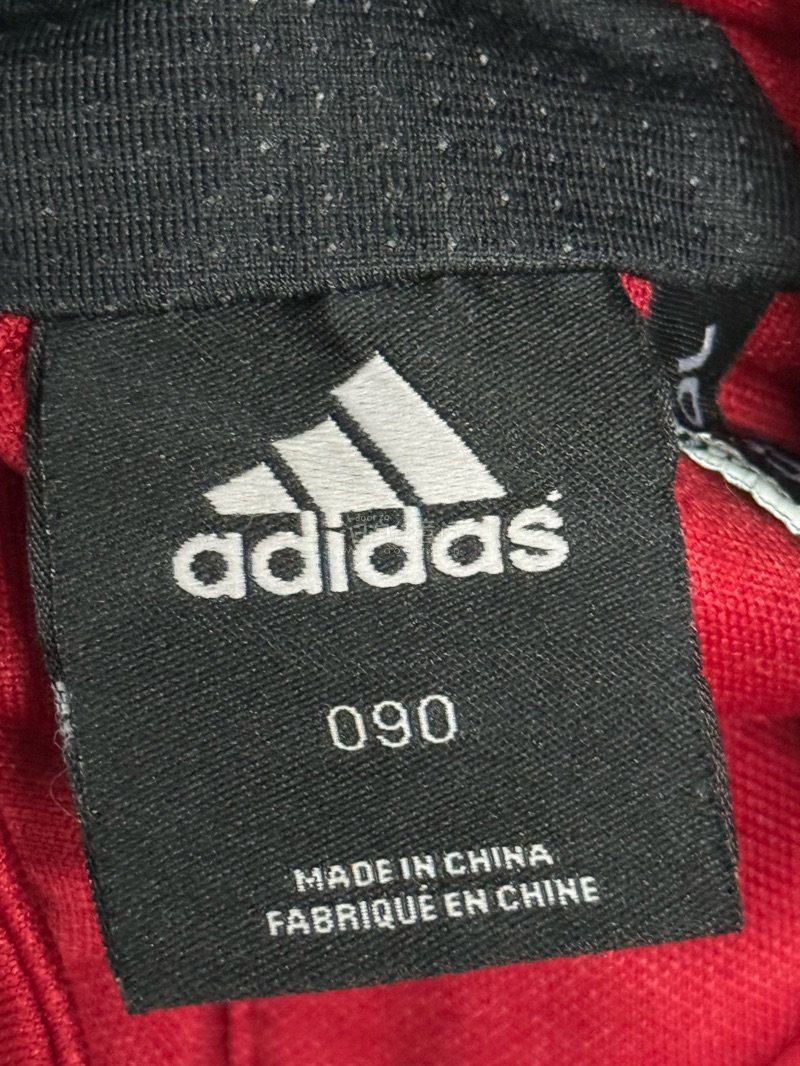 adidas
090
MADE IN CHINA
FABRIQUÉ EN CHINE